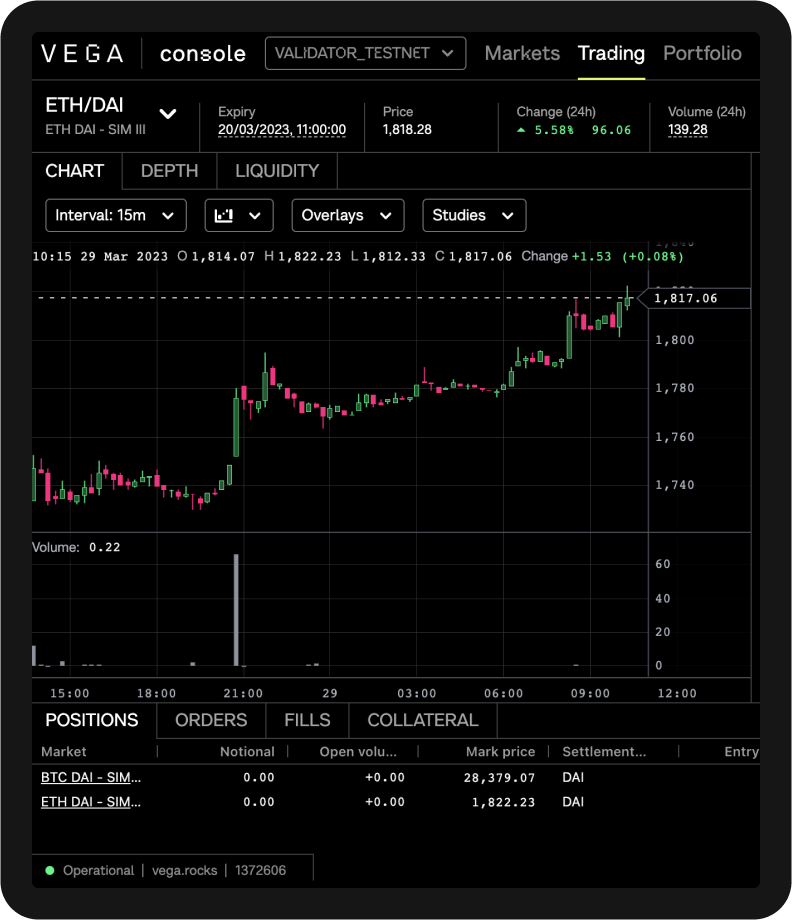 VEGA console VALIDATOR_TESTNET Markets Trading Portfolio
ETH/DAI
ETH DAI - SIM III
Expiry
20/03/2023, 11:00:00
Price
1,818.28
Change (24h)
5.58% 96.06
Volume (24h)
139.28
CHART DEPTH LIQUIDITY
Interval: 15m Overlays Studies
10:15 29 Mar 2023 O 1,814.07 H 1,822.23 L 1,812.33 C 1,817.06 Change +1.53 (+0.08%)
1,817.06
1,800
1,780
1,760
1,740
Volume: 0.22
60
40
20
0
15:00 18:00 21:00 29 03:00 06:00 09:00 12:00
POSITIONS ORDERS FILLS COLLATERAL
Market Notional Open volu... Mark price Settlement... Entry
BTC DAI - SIM... 0.00 +0.00 28,379.07 DAI
ETH DAI - SIM... 0.00 +0.00 1,822.23 DAI
Operational | vega.rocks | 1372606